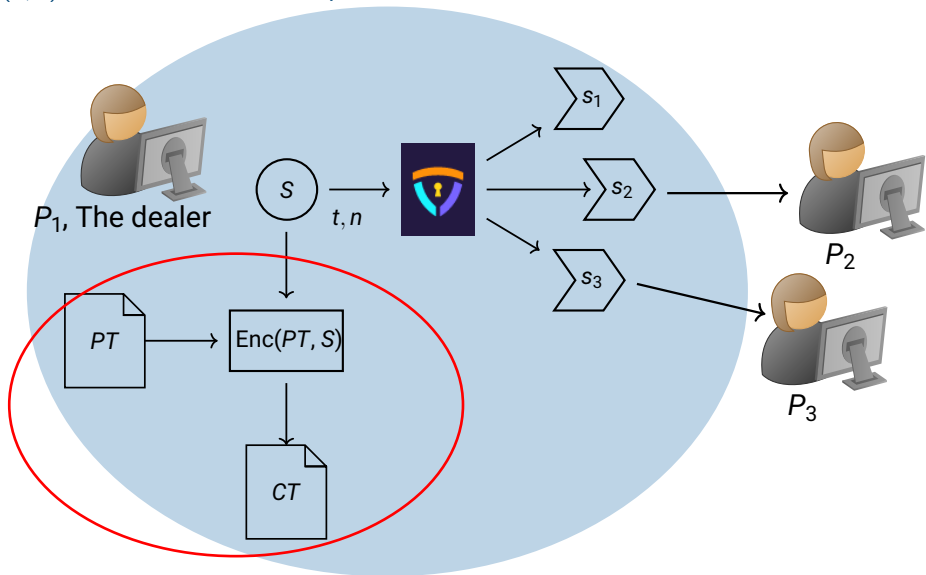 s₁
S
s₂
t, n
P₁, The dealer
P₂
s₃
PT
Enc(PT, S)
P₃
CT